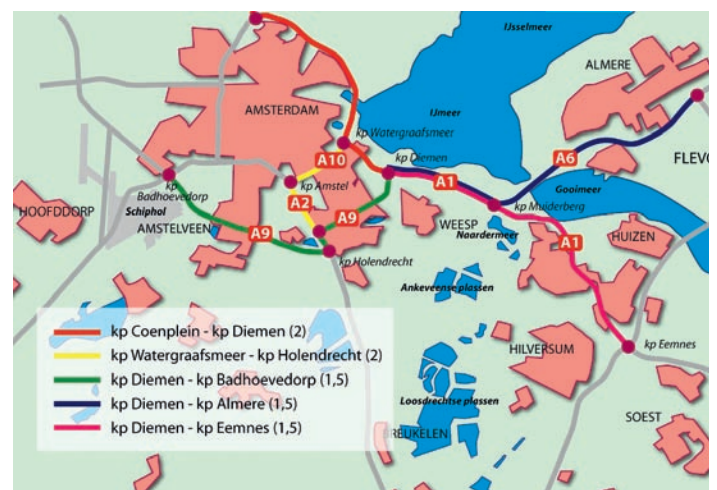 IJsselmeer
ALMERE
AMSTERDAM
IJmeer
kp Watergraafsmeer
A10
A6
kp Diemen
A1
FLEVO
kp
Badhoevedorp
kp Amstel
Gooimeer
A2
A9
kp Muiderberg
HOOFDDORP
Schiphol
AMSTELVEEN
A9
WEESP
Naardermeer
A1
HUIZEN
kp Holendrecht
Ankeveense plassen
kp Coenplein - kp Diemen (2)
kp Watergraafsmeer - kp Holendrecht (2)
kp Diemen - kp Badhoevedorp (1,5)
kp Diemen - kp Almere (1,5)
kp Diemen - kp Eemnes (1,5)
kp Eemnes
HILVERSUM
Loosdrechtse plassen
SOEST
BREUKELEN